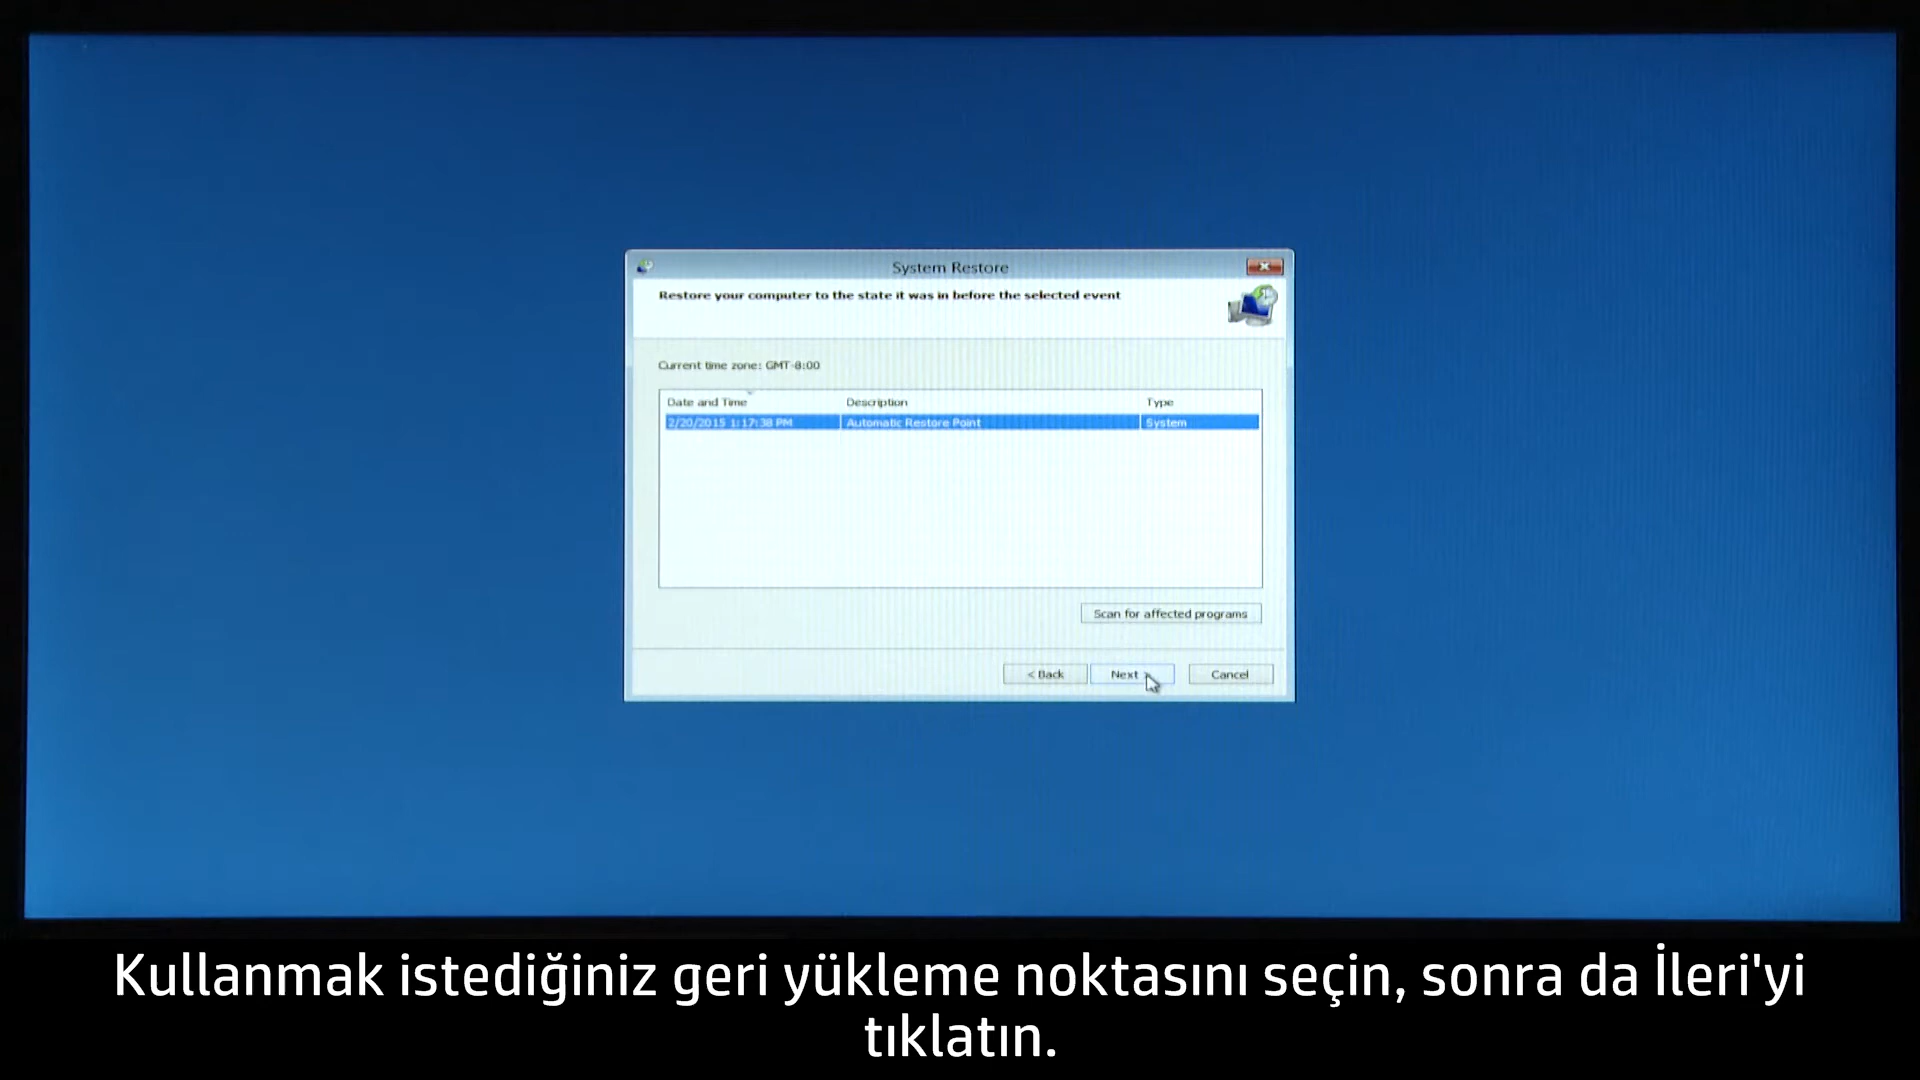 System Restore
Restore your computer to the state it was in before the selected event
Current time zone: GMT-8:00
Date and Time Description Type
2/20/2015 1:17:38 PM Automatic Restore Point System
Scan for affected programs
< Back Next > Cancel
Kullanmak istediğiniz geri yükleme noktasını seçin, sonra da İleri'yi
tıklatın.